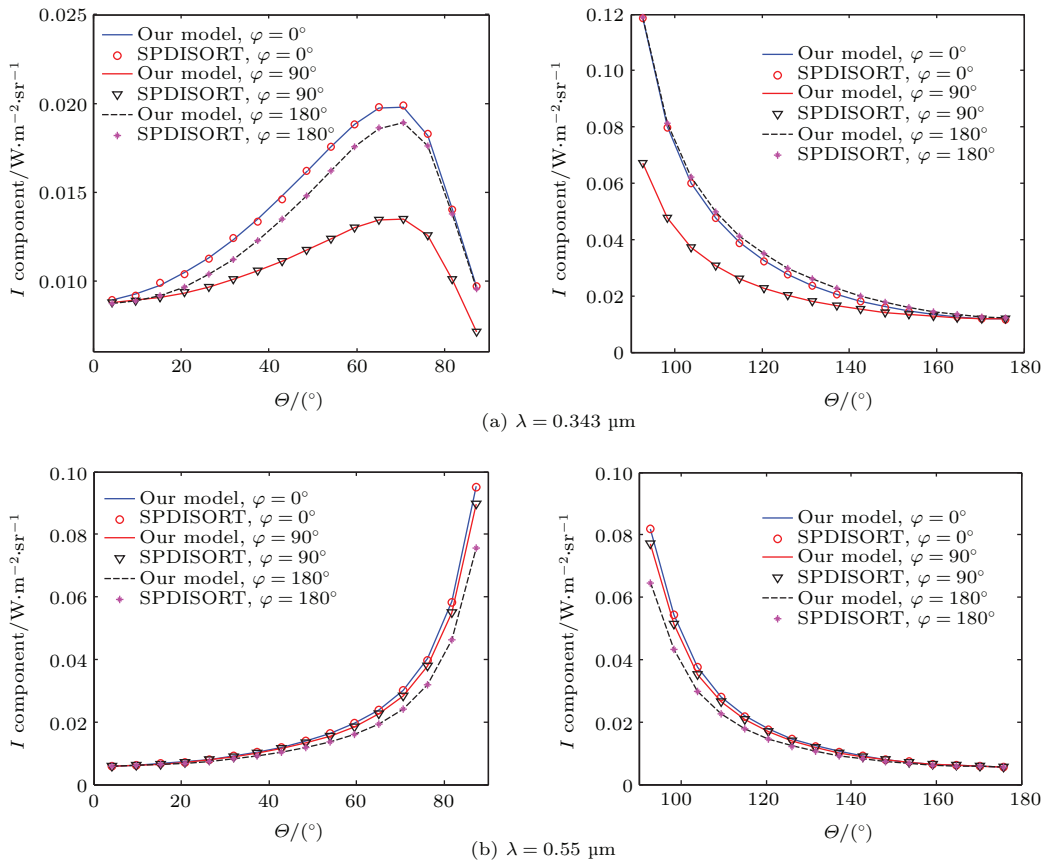 0.025
0.020
0.015
0.010
I component/W·m⁻²·sr⁻¹
Our model, φ = 0°
SPDISORT, φ = 0°
Our model, φ = 90°
SPDISORT, φ = 90°
Our model, φ = 180°
SPDISORT, φ = 180°
0 20 40 60 80
Θ/(°)
0.12
0.10
0.08
0.06
0.04
0.02
0
I component/W·m⁻²·sr⁻¹
Our model, φ = 0°
SPDISORT, φ = 0°
Our model, φ = 90°
SPDISORT, φ = 90°
Our model, φ = 180°
SPDISORT, φ = 180°
100 120 140 160 180
Θ/(°)
(a) λ = 0.343 µm
0.10
0.08
0.06
0.04
0.02
0
I component/W·m⁻²·sr⁻¹
Our model, φ = 0°
SPDISORT, φ = 0°
Our model, φ = 90°
SPDISORT, φ = 90°
Our model, φ = 180°
SPDISORT, φ = 180°
0 20 40 60 80
Θ/(°)
0.10
0.08
0.06
0.04
0.02
0
I component/W·m⁻²·sr⁻¹
Our model, φ = 0°
SPDISORT, φ = 0°
Our model, φ = 90°
SPDISORT, φ = 90°
Our model, φ = 180°
SPDISORT, φ = 180°
100 120 140 160 180
Θ/(°)
(b) λ = 0.55 µm